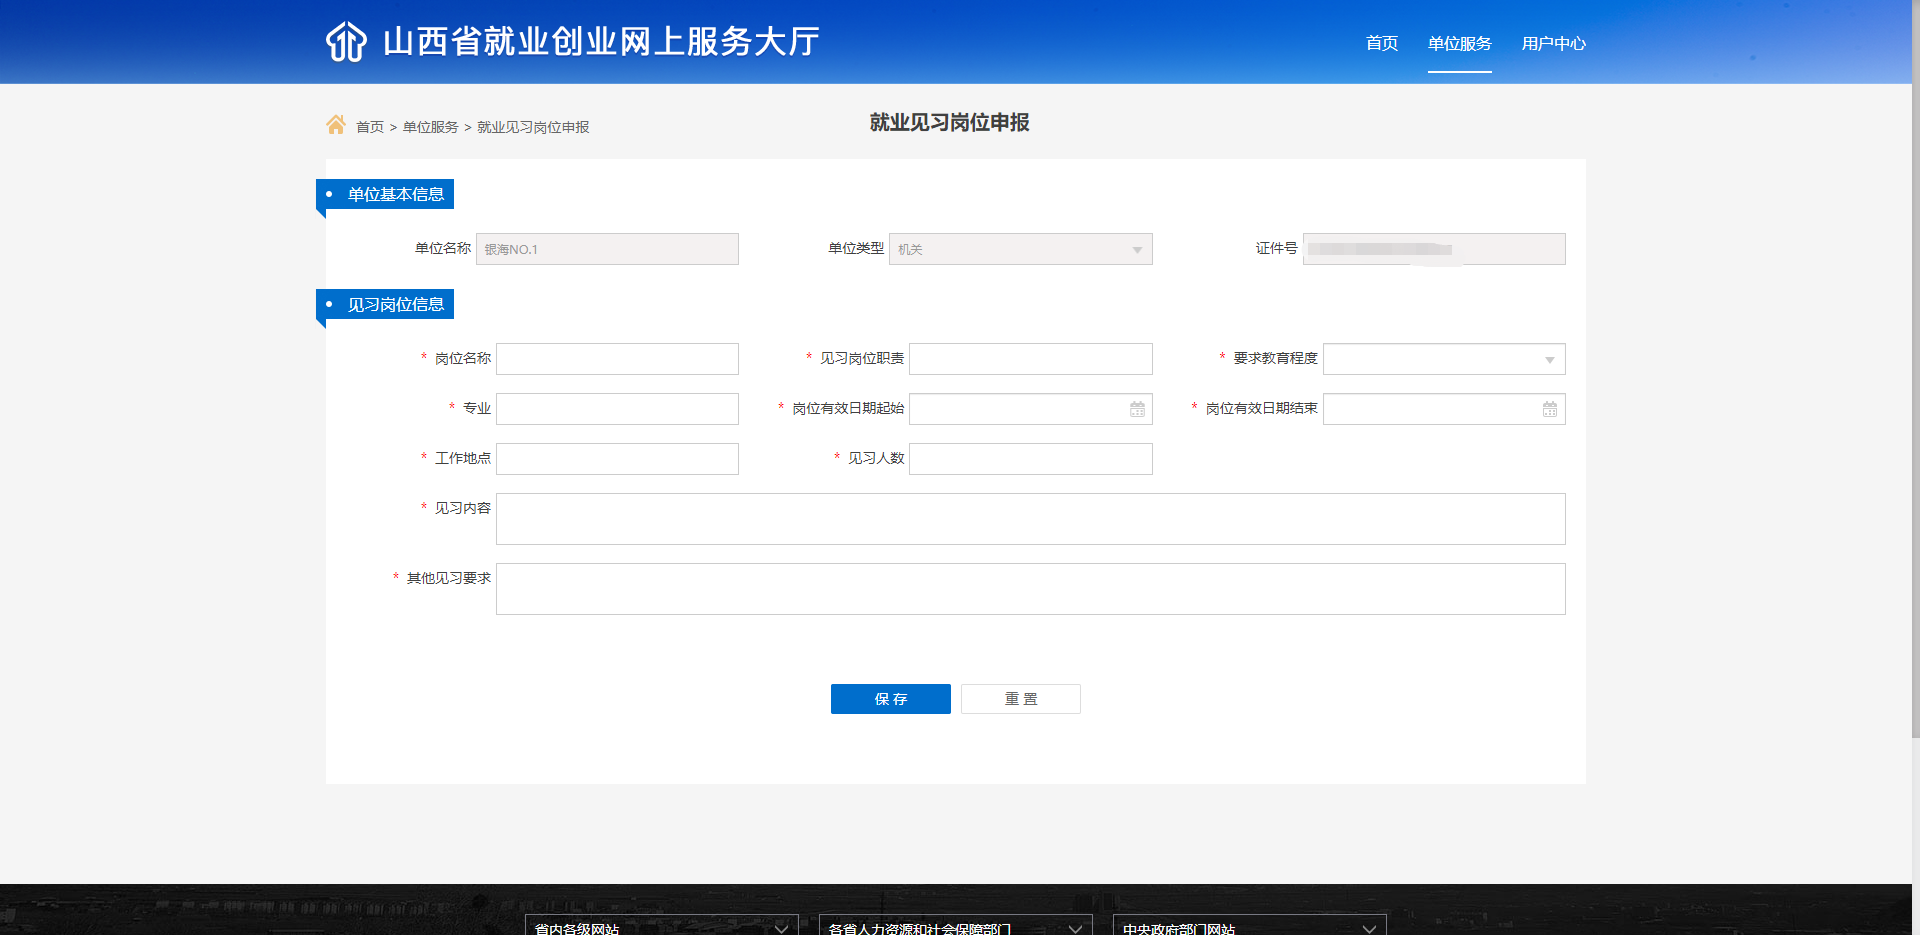 山西省就业创业网上服务大厅
首页 单位服务 用户中心
首页 > 单位服务 > 就业见习岗位申报
就业见习岗位申报
单位基本信息
单位名称 银海NO.1 单位类型 机关 证件号
见习岗位信息
* 岗位名称 * 见习岗位职责 * 要求教育程度
* 专业 * 岗位有效日期起始 * 岗位有效日期结束
* 工作地点 * 见习人数
* 见习内容
* 其他见习要求
保存 重置
省内各级网站 各省人力资源和社会保障部门 中央政府部门网站